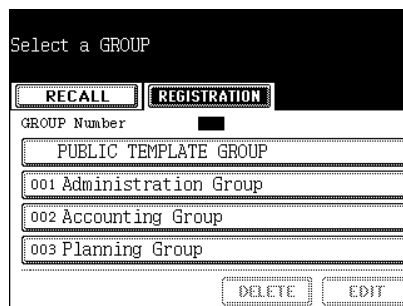 Select a GROUP
RECALL REGISTRATION
GROUP Number
PUBLIC TEMPLATE GROUP
001 Administration Group
002 Accounting Group
003 Planning Group
DELETE EDIT